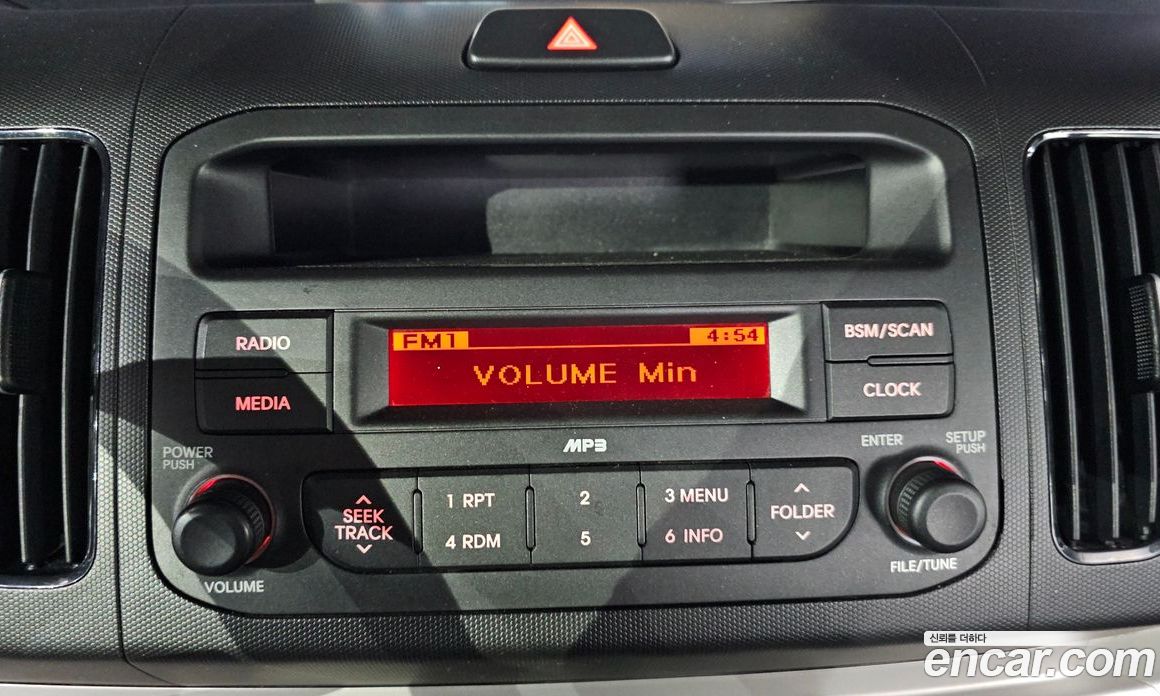 RADIO
MEDIA
FM1 4:54
VOLUME Min
BSM/SCAN
CLOCK
MP3
POWER
PUSH
ENTER
SETUP
PUSH
SEEK
TRACK
1 RPT
2
3 MENU
4 RDM
5
6 INFO
FOLDER
VOLUME
FILE/TUNE
신뢰를 더하다
encar.com